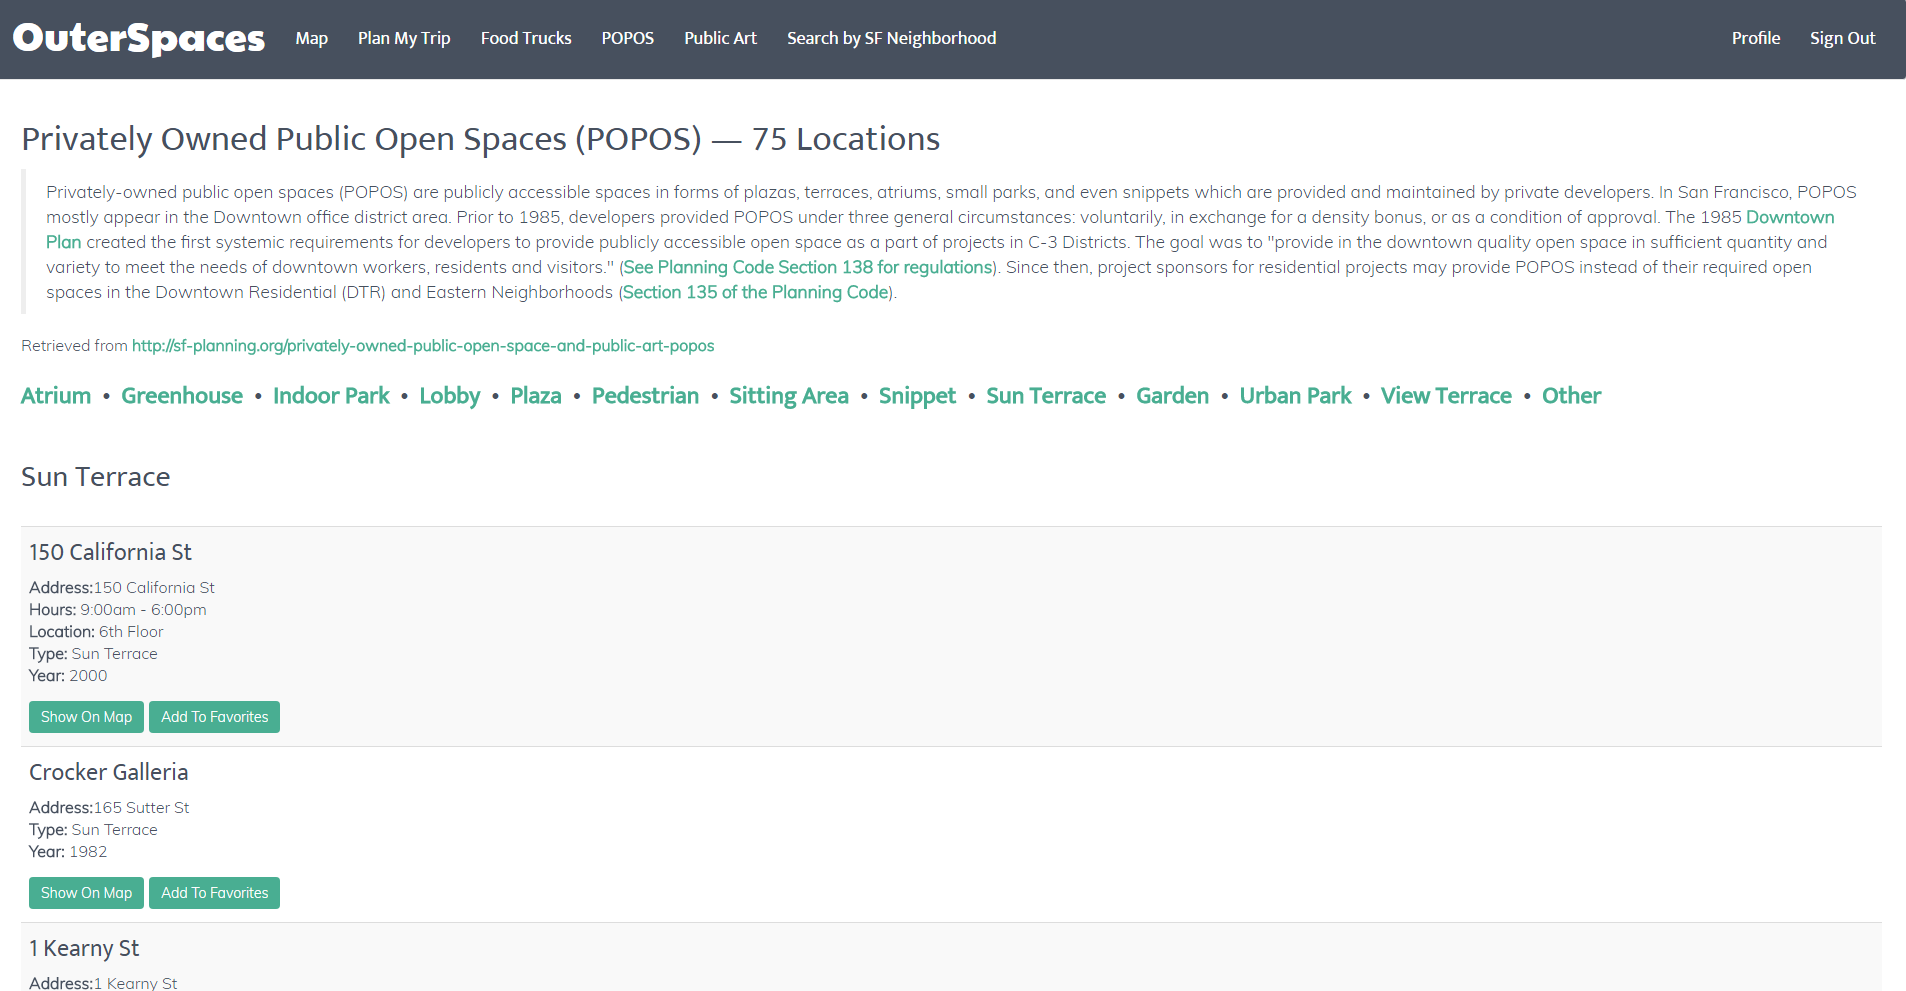 OuterSpaces Map Plan My Trip Food Trucks POPOS Public Art Search by SF Neighborhood Profile Sign Out
Privately Owned Public Open Spaces (POPOS) — 75 Locations
Privately-owned public open spaces (POPOS) are publicly accessible spaces in forms of plazas, terraces, atriums, small parks, and even snippets which are provided and maintained by private developers. In San Francisco, POPOS
mostly appear in the Downtown office district area. Prior to 1985, developers provided POPOS under three general circumstances: voluntarily, in exchange for a density bonus, or as a condition of approval. The 1985 Downtown
Plan created the first systemic requirements for developers to provide publicly accessible open space as a part of projects in C-3 Districts. The goal was to "provide in the downtown quality open space in sufficient quantity and
variety to meet the needs of downtown workers, residents and visitors." (See Planning Code Section 138 for regulations). Since then, project sponsors for residential projects may provide POPOS instead of their required open
spaces in the Downtown Residential (DTR) and Eastern Neighborhoods (Section 135 of the Planning Code).
Retrieved from http://sf-planning.org/privately-owned-public-open-space-and-public-art-popos
Atrium • Greenhouse • Indoor Park • Lobby • Plaza • Pedestrian • Sitting Area • Snippet • Sun Terrace • Garden • Urban Park • View Terrace • Other
Sun Terrace
150 California St
Address:150 California St
Hours: 9:00am - 6:00pm
Location: 6th Floor
Type: Sun Terrace
Year: 2000
Show On Map Add To Favorites
Crocker Galleria
Address:165 Sutter St
Type: Sun Terrace
Year: 1982
Show On Map Add To Favorites
1 Kearny St
Address:1 Kearny St